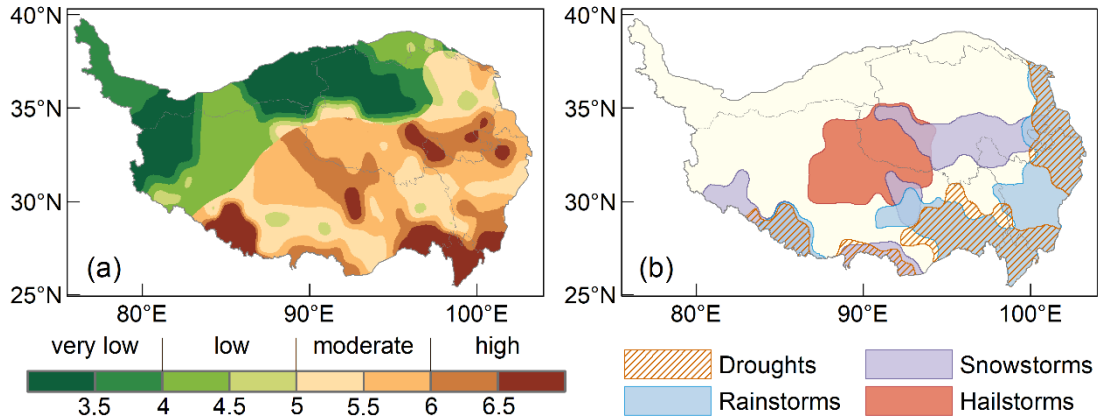 40°N
35°N
30°N
25°N
(a)
80°E 90°E 100°E
very low low moderate high
3.5 4 4.5 5 5.5 6 6.5
40°N
35°N
30°N
25°N
(b)
80°E 90°E 100°E
Droughts Snowstorms
Rainstorms Hailstorms